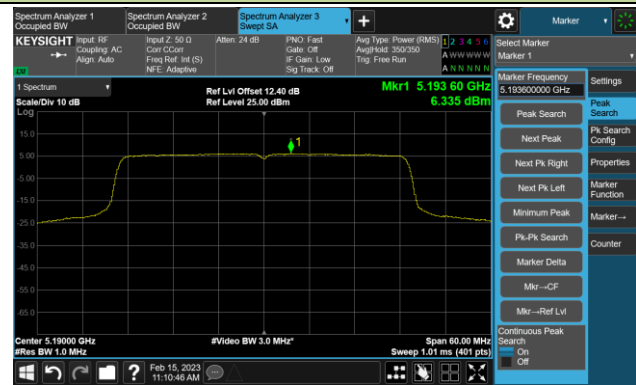 Spectrum Analyzer 1
Occupied BW
Spectrum Analyzer 2
Occupied BW
Spectrum Analyzer 3
Swept SA
Marker
KEYSIGHT
Input: RF
Coupling: AC
Align: Auto
Input Z: 50 Ω
Corr CCorr
Freq Ref: Int (S)
NFE: Adaptive
Atten: 24 dB
PNO: Fast
Gate: Off
IF Gain: Low
Sig Track: Off
Avg Type: Power (RMS)
Avg|Hold: 350/350
Trig: Free Run
1 2 3 4 5 6
A W W W W W
A N N N N N
Select Marker
Marker 1
1 Spectrum
Scale/Div 10 dB
Log
Ref Lvl Offset 12.40 dB
Ref Level 25.00 dBm
Mkr1 5.193 60 GHz
6.335 dBm
15.0
5.00
-5.00
-15.0
-25.0
-35.0
-45.0
-55.0
-65.0
1
Center 5.19000 GHz
#Res BW 1.0 MHz
#Video BW 3.0 MHz*
Span 60.00 MHz
Sweep 1.01 ms (401 pts)
Marker Frequency
5.193600000 GHz
Peak Search
Next Peak
Next Pk Right
Next Pk Left
Minimum Peak
Pk-Pk Search
Marker Delta
Mkr→CF
Mkr→Ref Lvl
Continuous Peak
Search
On
Off
Settings
Peak
Search
Pk Search
Config
Properties
Marker
Function
Marker→
Counter
?
Feb 15, 2023
11:10:46 AM